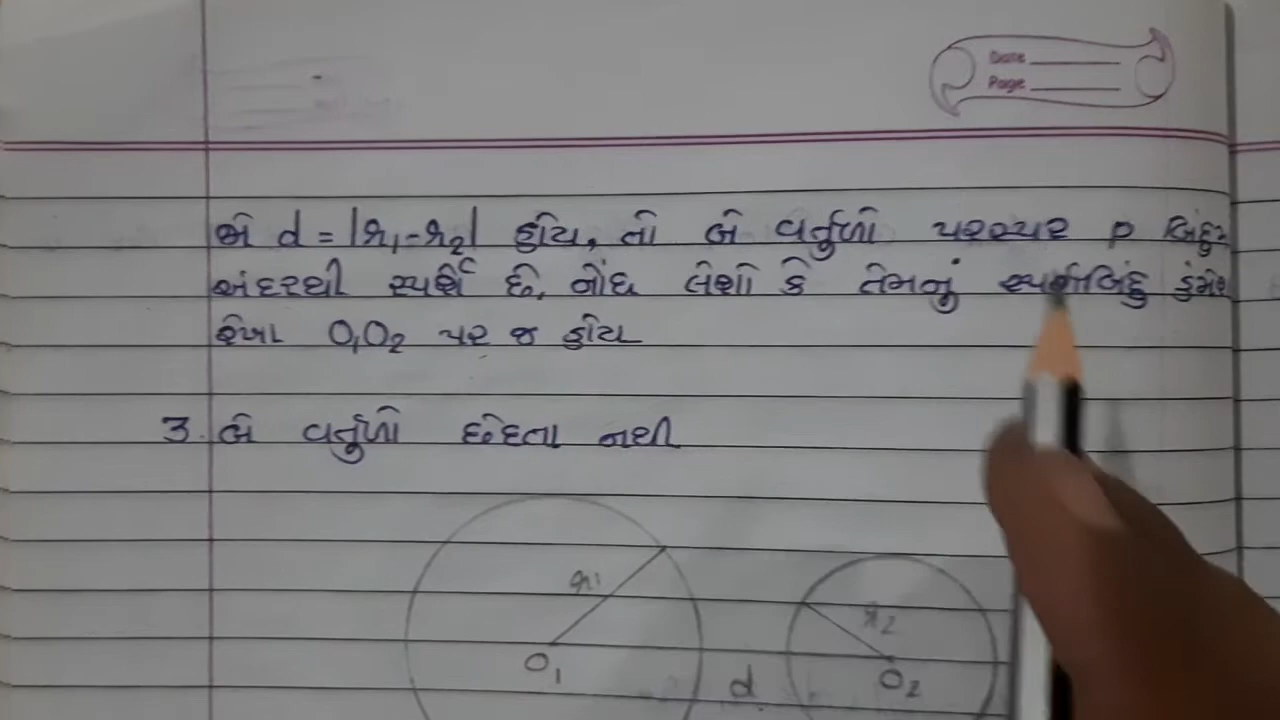 Date
Page
જો d = |r₁-r₂| હોય, તો બે વર્તુળો પરસ્પર P બિંદુએ
અંદરથી સ્પર્શે છે. નોંધ લેશો કે તેમનું સ્પર્શબિંદુ હંમેશા
રેખા O₁O₂ પર જ હોય
3. બે વર્તુળો છેદતા નથી
r₁
r₂
O₁
d
O₂